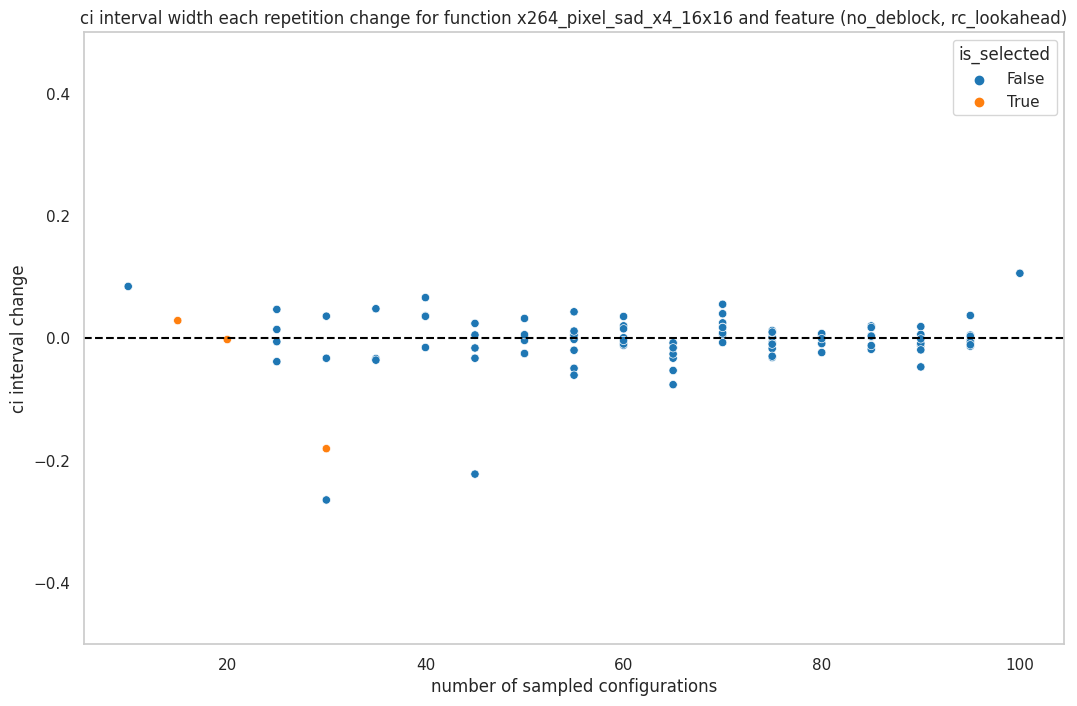 ci interval width each repetition change for function x264_pixel_sad_x4_16x16 and feature (no_deblock, rc_lookahead)
is_selected
False
True
0.4
0.2
0.0
−0.2
−0.4
ci interval change
20 40 60 80 100
number of sampled configurations